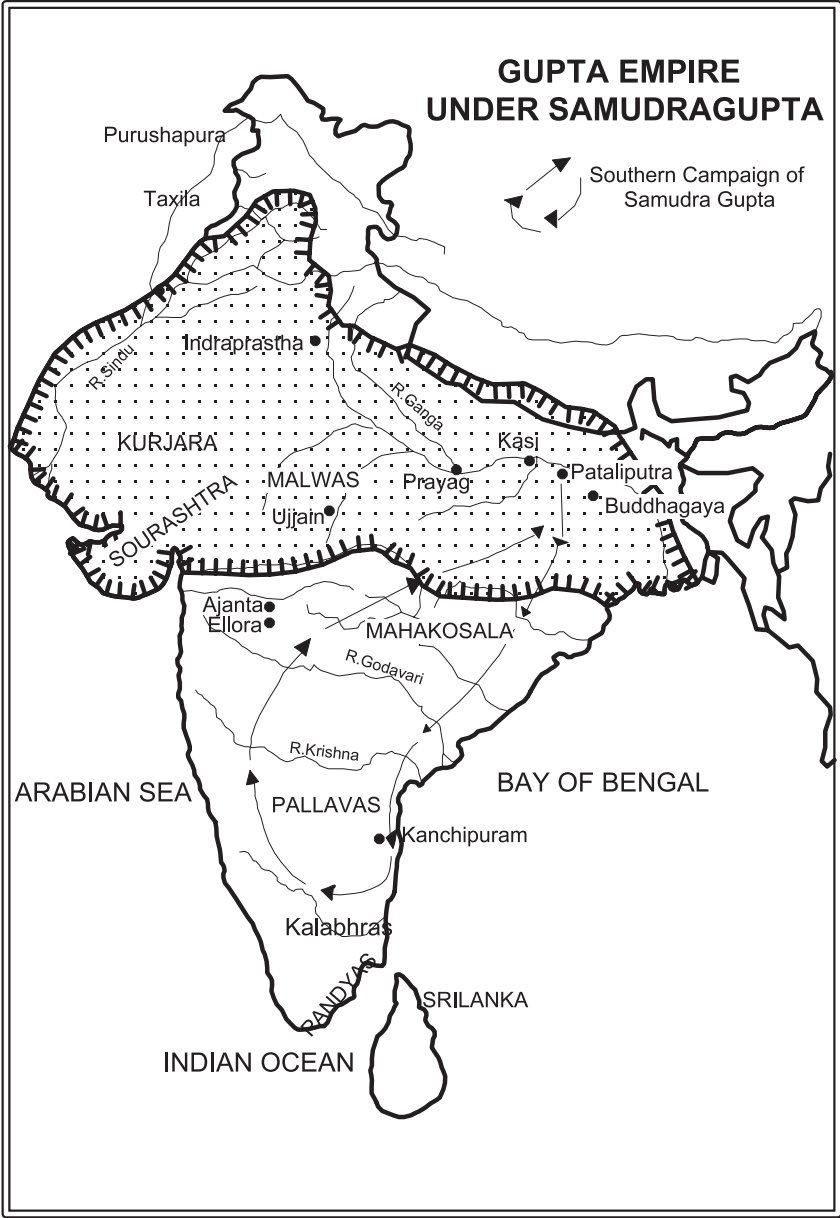 GUPTA EMPIRE
UNDER SAMUDRAGUPTA
Southern Campaign of
Samudra Gupta
Purushapura
Taxila
Indraprastha
R.Sindu
R.Ganga
KURJARA
Kasi
MALWAS
Prayag
Pataliputra
Ujjain
Buddhagaya
SOURASHTRA
Ajanta
Ellora
MAHAKOSALA
R.Godavari
R.Krishna
ARABIAN SEA
BAY OF BENGAL
PALLAVAS
Kanchipuram
Kalabhras
PANDYAS
SRILANKA
INDIAN OCEAN